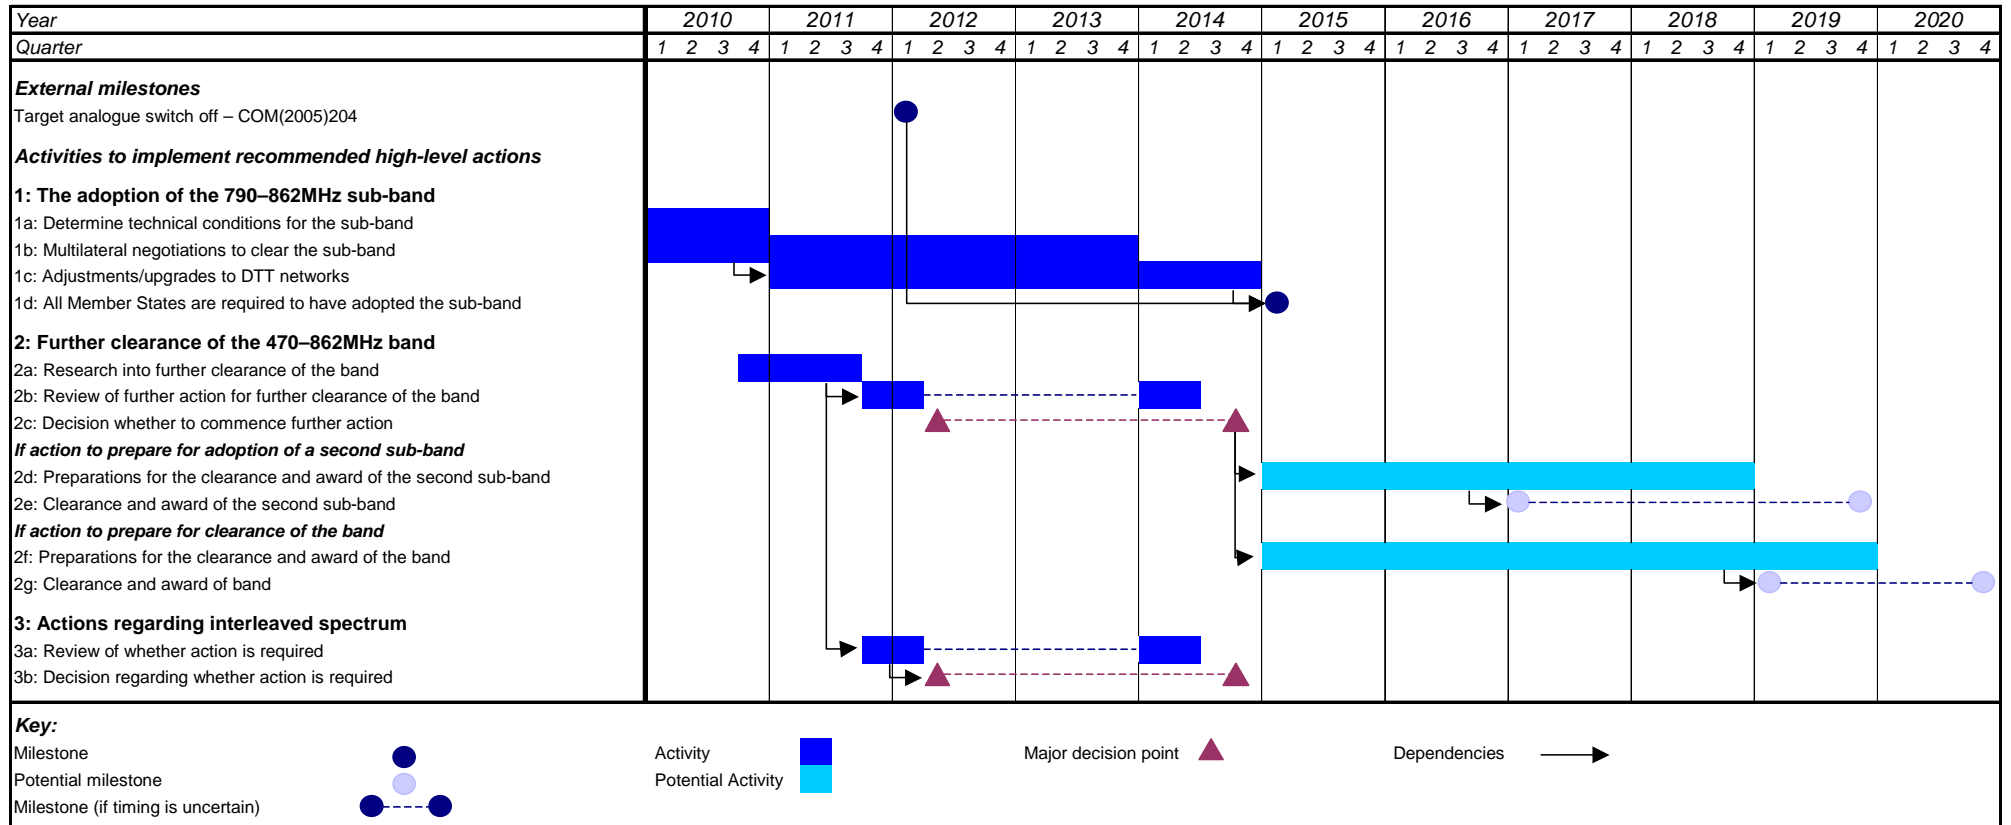 Year 2010 2011 2012 2013 2014 2015 2016 2017 2018 2019 2020
Quarter 1 2 3 4 1 2 3 4 1 2 3 4 1 2 3 4 1 2 3 4 1 2 3 4 1 2 3 4 1 2 3 4 1 2 3 4 1 2 3 4 1 2 3 4
External milestones
Target analogue switch off – COM(2005)204
Activities to implement recommended high-level actions
1: The adoption of the 790–862MHz sub-band
1a: Determine technical conditions for the sub-band
1b: Multilateral negotiations to clear the sub-band
1c: Adjustments/upgrades to DTT networks
1d: All Member States are required to have adopted the sub-band
2: Further clearance of the 470–862MHz band
2a: Research into further clearance of the band
2b: Review of further action for further clearance of the band
2c: Decision whether to commence further action
If action to prepare for adoption of a second sub-band
2d: Preparations for the clearance and award of the second sub-band
2e: Clearance and award of the second sub-band
If action to prepare for clearance of the band
2f: Preparations for the clearance and award of the band
2g: Clearance and award of band
3: Actions regarding interleaved spectrum
3a: Review of whether action is required
3b: Decision regarding whether action is required
Key:
Milestone Activity Major decision point Dependencies
Potential milestone Potential Activity
Milestone (if timing is uncertain)